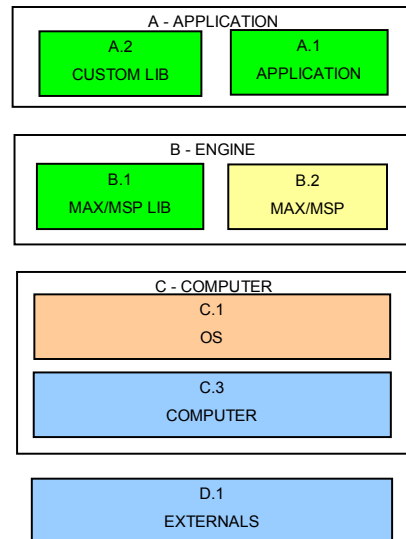 A - APPLICATION
A.2
CUSTOM LIB
A.1
APPLICATION
B - ENGINE
B.1
MAX/MSP LIB
B.2
MAX/MSP
C - COMPUTER
C.1
OS
C.3
COMPUTER
D.1
EXTERNALS